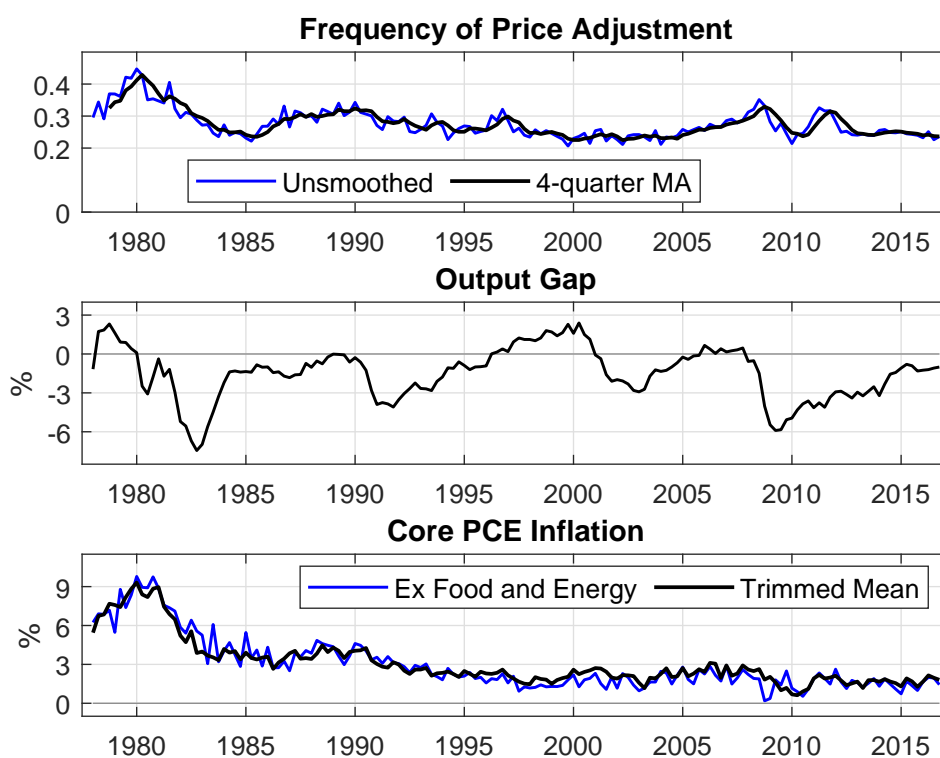 Frequency of Price Adjustment
0.4
0.3
0.2
0
Unsmoothed 4-quarter MA
1980 1985 1990 1995 2000 2005 2010 2015
Output Gap
%
3
0
-3
-6
1980 1985 1990 1995 2000 2005 2010 2015
Core PCE Inflation
%
9
6
3
0
Ex Food and Energy Trimmed Mean
1980 1985 1990 1995 2000 2005 2010 2015